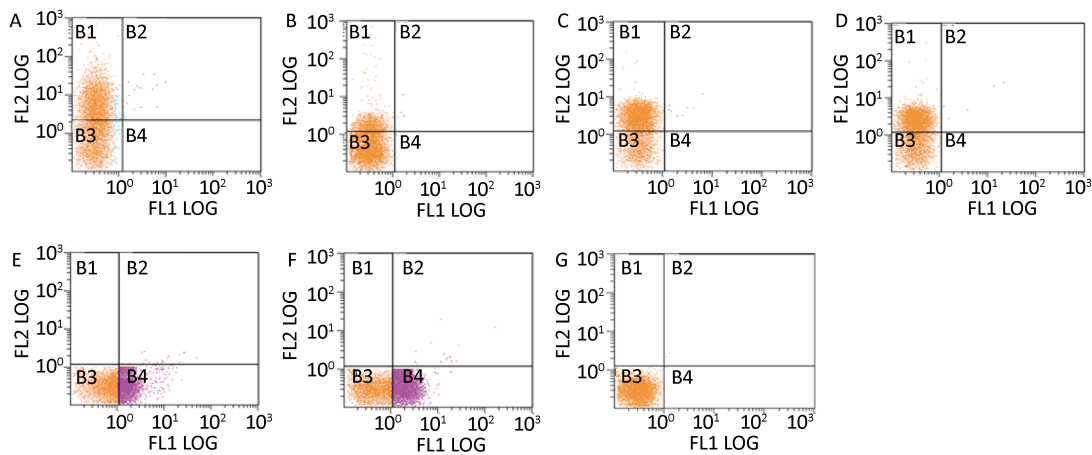 A
10³
10²
10¹
10⁰
FL2 LOG
B1 B2
B3 B4
10⁰ 10¹ 10² 10³
FL1 LOG
B
10³
10²
10¹
10⁰
FL2 LOG
B1 B2
B3 B4
10⁰ 10¹ 10² 10³
FL1 LOG
C
10³
10²
10¹
10⁰
FL2 LOG
B1 B2
B3 B4
10⁰ 10¹ 10² 10³
FL1 LOG
D
10³
10²
10¹
10⁰
FL2 LOG
B1 B2
B3 B4
10⁰ 10¹ 10² 10³
FL1 LOG
E
10³
10²
10¹
10⁰
FL2 LOG
B1 B2
B3 B4
10⁰ 10¹ 10² 10³
FL1 LOG
F
10³
10²
10¹
10⁰
FL2 LOG
B1 B2
B3 B4
10⁰ 10¹ 10² 10³
FL1 LOG
G
10³
10²
10¹
10⁰
FL2 LOG
B1 B2
B3 B4
10⁰ 10¹ 10² 10³
FL1 LOG